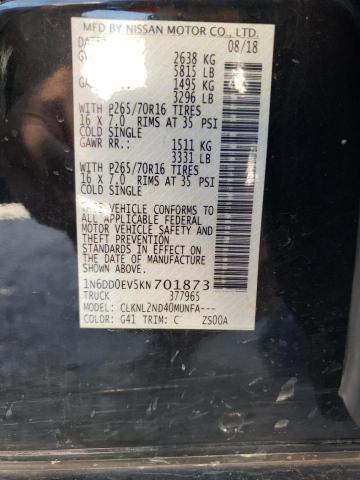 MFD BY NISSAN MOTOR CO., LTD.
DATE: 08/18
2638 KG
5815 LB
1495 KG
3296 LB
WITH P265/70R16 TIRES
16 X 7.0 RIMS AT 35 PSI
COLD SINGLE
GAWR RR.: 1511 KG
3331 LB
WITH P265/70R16 TIRES
16 X 7.0 RIMS AT 35 PSI
COLD SINGLE
VEHICLE CONFORMS TO
ALL APPLICABLE FEDERAL
MOTOR VEHICLE SAFETY AND
THEFT PREVENTION
STANDARDS IN EFFECT ON THE
DATE OF MANUFACTURE
1N6DD0EV5KN701873
TRUCK 377965
MODEL: CLKNL2ND40MUNFA---
COLOR: G41 TRIM: C ZS00A